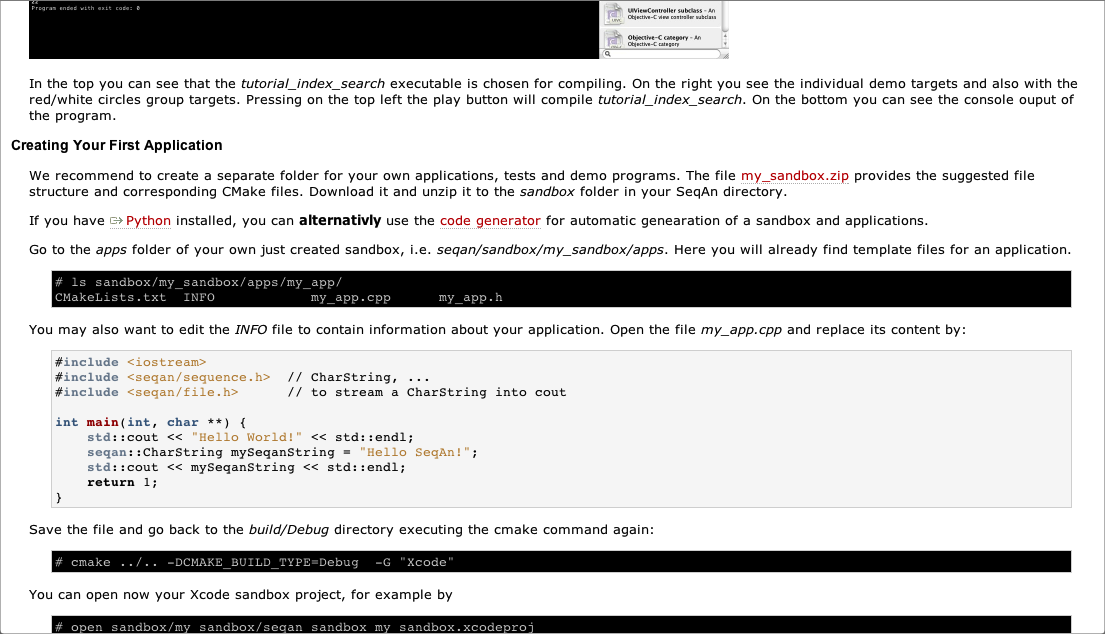 Program ended with exit code: 0
UIViewController subclass - An
Objective-C view controller subclass
Objective-C category - An
Objective-C category
In the top you can see that the tutorial_index_search executable is chosen for compiling. On the right you see the individual demo targets and also with the
red/white circles group targets. Pressing on the top left the play button will compile tutorial_index_search. On the bottom you can see the console ouput of
the program.
Creating Your First Application
We recommend to create a separate folder for your own applications, tests and demo programs. The file my_sandbox.zip provides the suggested file
structure and corresponding CMake files. Download it and unzip it to the sandbox folder in your SeqAn directory.
If you have Python installed, you can alternativly use the code generator for automatic genearation of a sandbox and applications.
Go to the apps folder of your own just created sandbox, i.e. seqan/sandbox/my_sandbox/apps. Here you will already find template files for an application.
# ls sandbox/my_sandbox/apps/my_app/
CMakeLists.txt  INFO            my_app.cpp      my_app.h
You may also want to edit the INFO file to contain information about your application. Open the file my_app.cpp and replace its content by:
#include <iostream>
#include <seqan/sequence.h>  // CharString, ...
#include <seqan/file.h>      // to stream a CharString into cout
int main(int, char **) {
    std::cout << "Hello World!" << std::endl;
    seqan::CharString mySeqanString = "Hello SeqAn!";
    std::cout << mySeqanString << std::endl;
    return 1;
}
Save the file and go back to the build/Debug directory executing the cmake command again:
# cmake ../.. -DCMAKE_BUILD_TYPE=Debug  -G "Xcode"
You can open now your Xcode sandbox project, for example by
# open sandbox/my_sandbox/seqan_sandbox_my_sandbox.xcodeproj